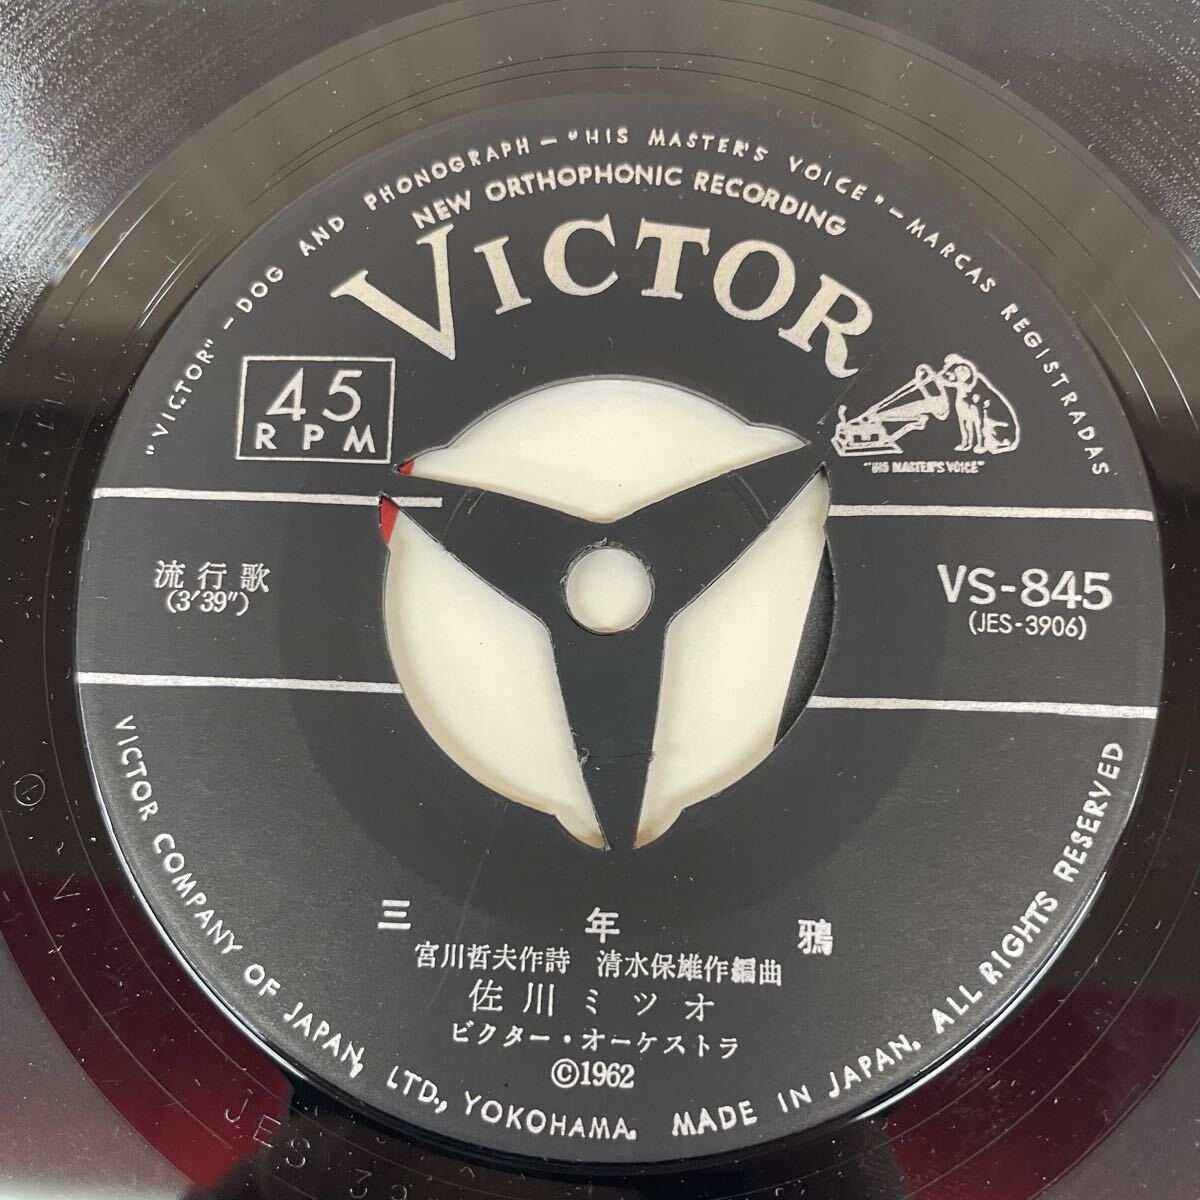 "VICTOR" – DOG AND PHONOGRAPH – "HIS MASTER'S VOICE" – MARCAS REGISTRADAS
NEW ORTHOPHONIC RECORDING
VICTOR
45
RPM
"HIS MASTER'S VOICE"
流行歌
(3'39")
VS-845
(JES-3906)
三年鴉
宮川哲夫作詩 清水保雄作編曲
佐川ミツオ
ビクター・オーケストラ
©1962
VICTOR COMPANY OF JAPAN, LTD., YOKOHAMA. MADE IN JAPAN. ALL RIGHTS RESERVED
JES 39